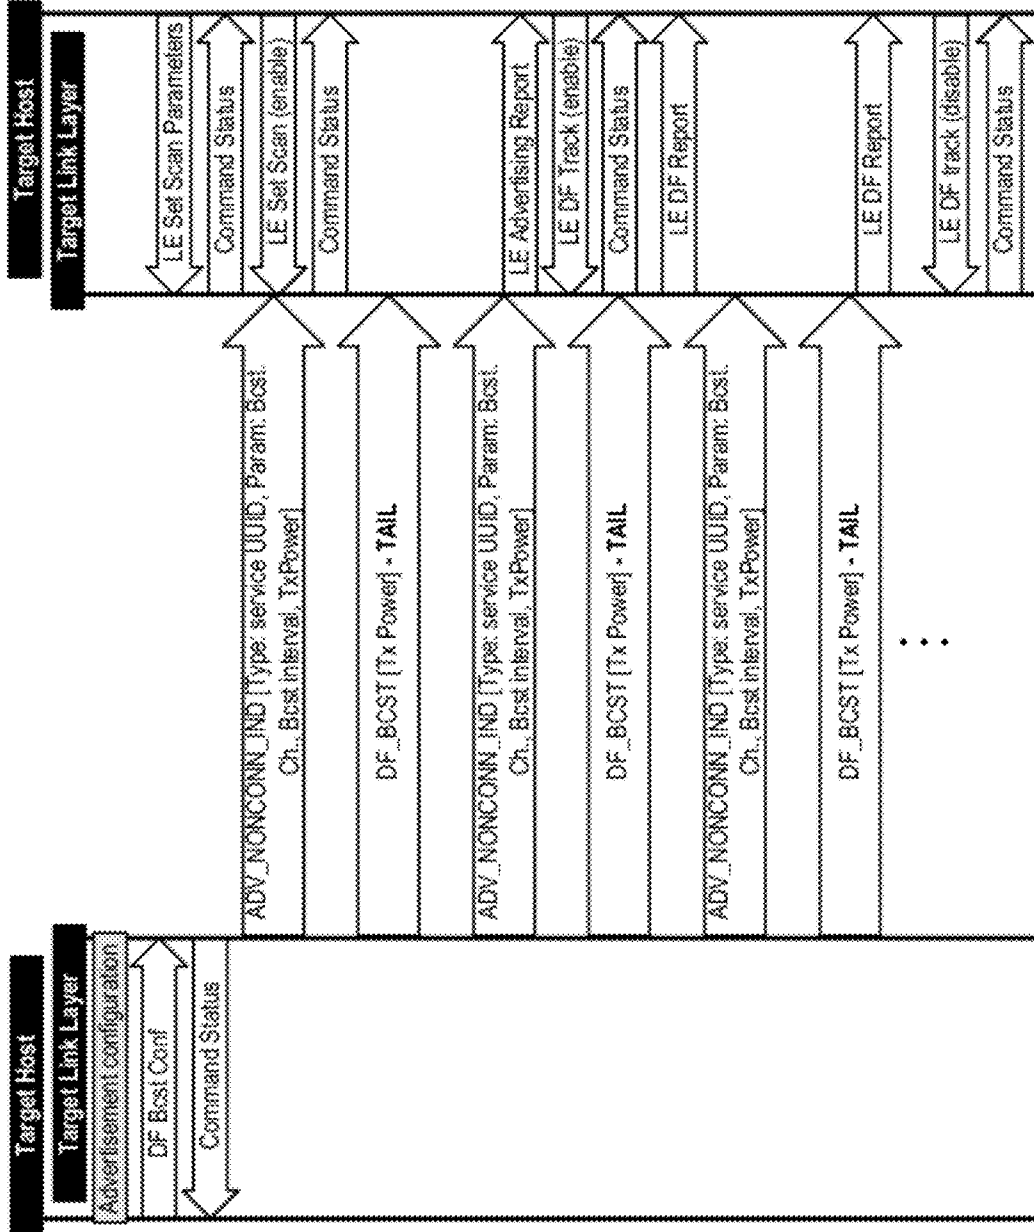 Target Host
Target Link Layer
Advertisement configuration
DF Bcst Conf
Command Status
Target Host
Target Link Layer
LE Set Scan Parameters
Command Status
LE Set Scan (enable)
Command Status
ADV_NONCONN_IND [Type: service UUID, Param: Bcst.
Ch., Bcst Interval, TxPower]
DF_BCST [Tx Power] - TAIL
ADV_NONCONN_IND [Type: service UUID, Param: Bcst.
Ch., Bcst Interval, TxPower]
LE Advertising Report
LE DF Track (enable)
Command Status
DF_BCST [Tx Power] - TAIL
LE DF Report
ADV_NONCONN_IND [Type: service UUID, Param: Bcst.
Ch., Bcst Interval, TxPower]
DF_BCST [Tx Power] - TAIL
LE DF Report
LE DF track (disable)
Command Status
. . .